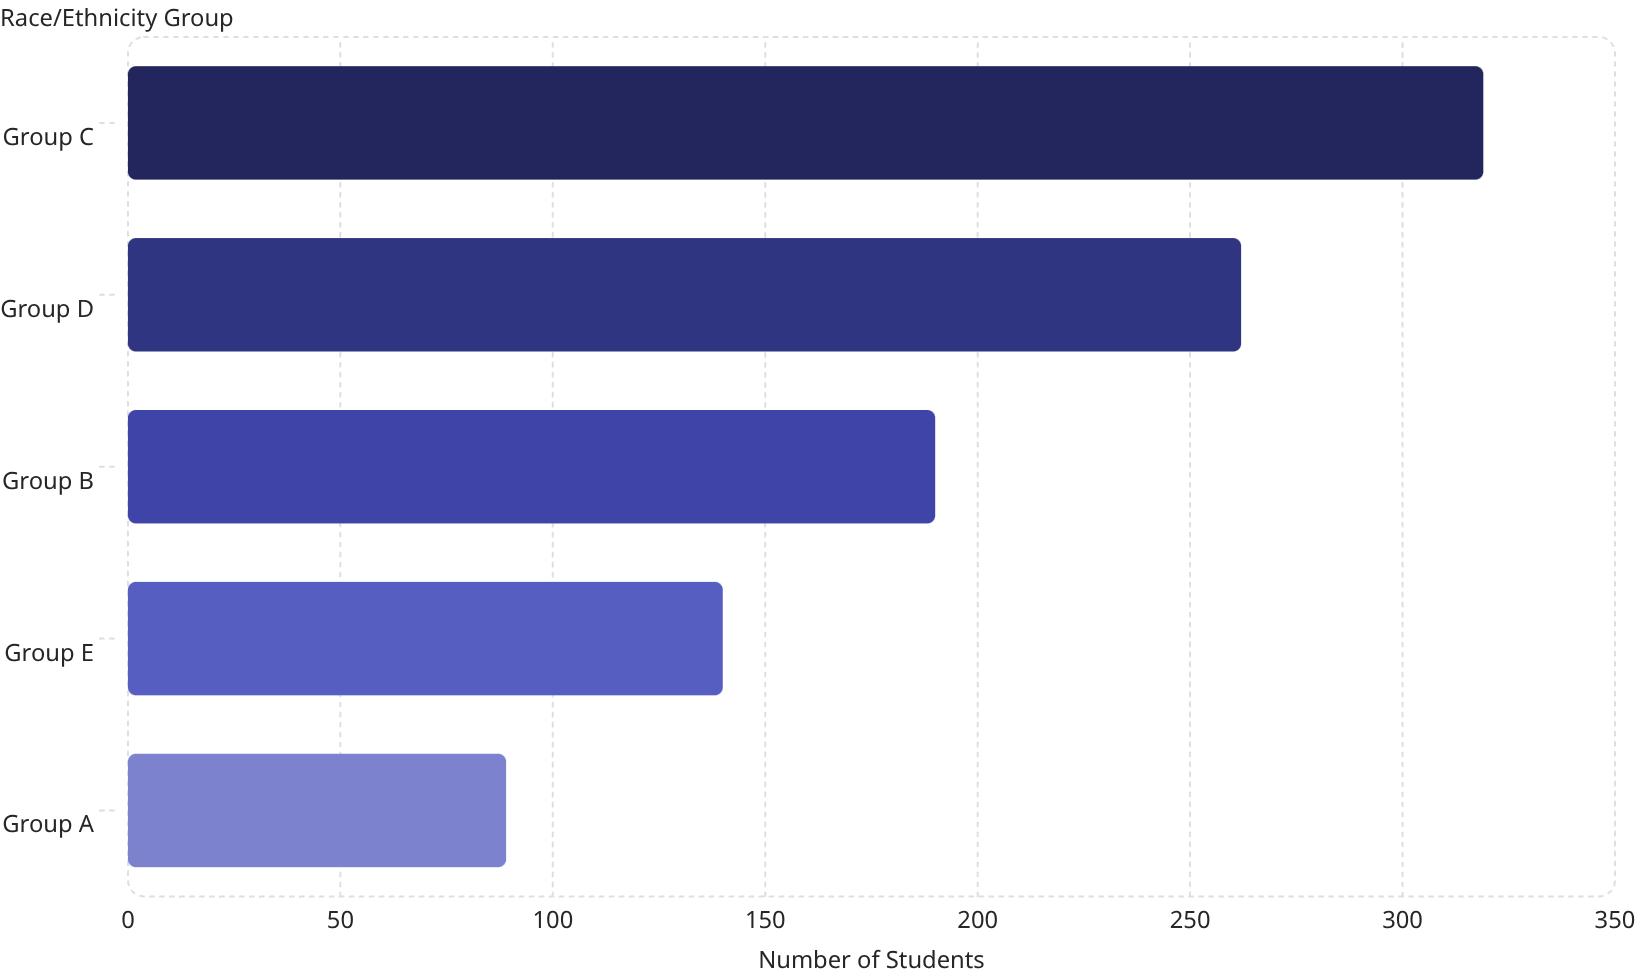 Race/Ethnicity Group
Group C
Group D
Group B
Group E
Group A
0 50 100 150 200 250 300 350
Number of Students